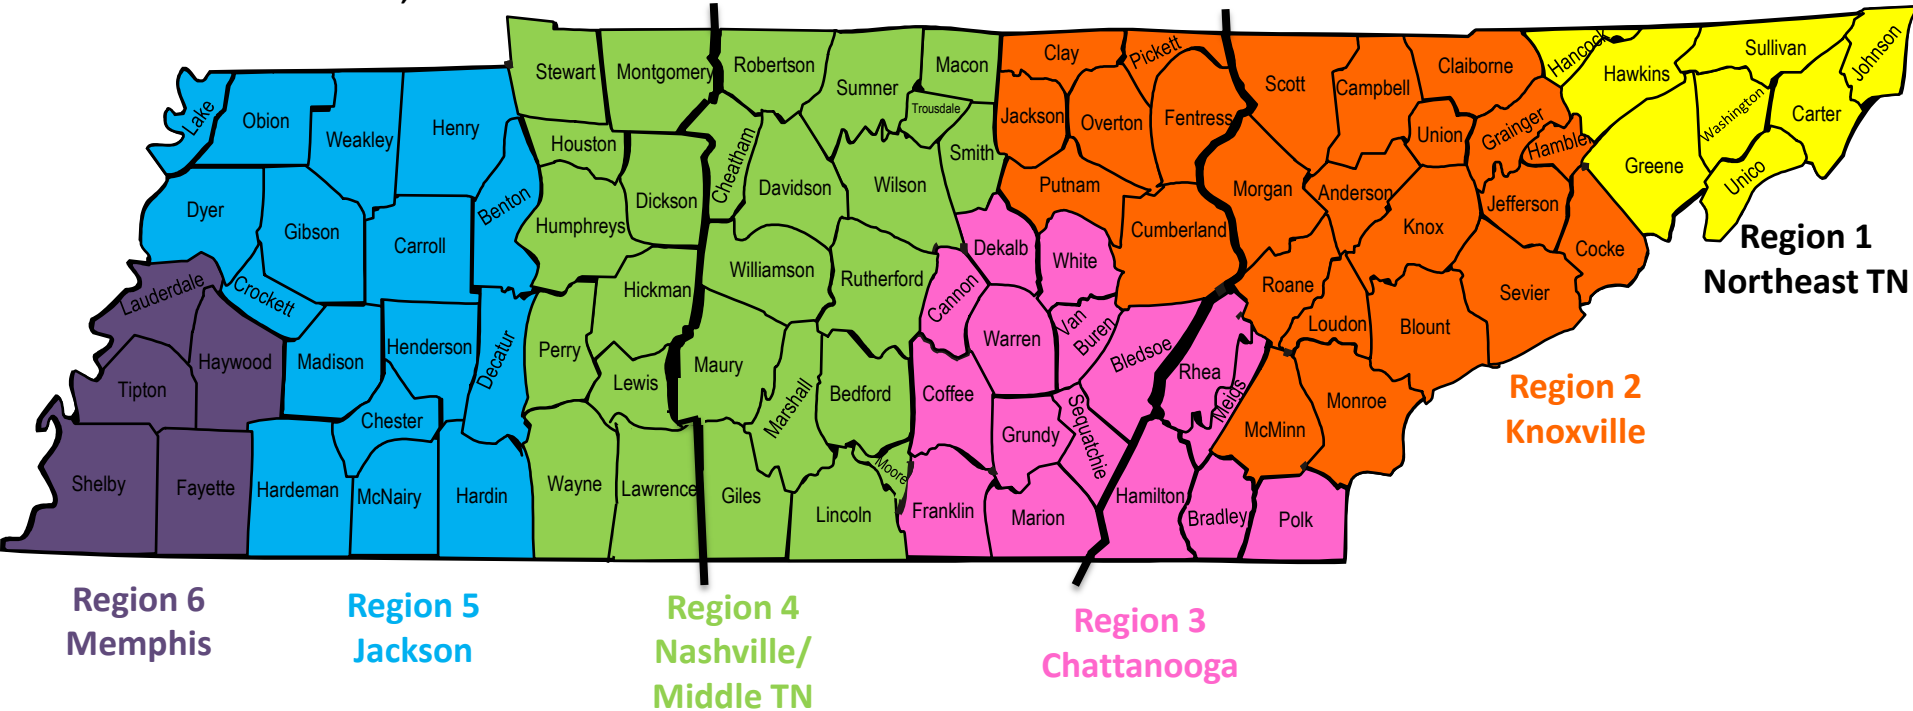 Stewart
Montgomery
Robertson
Sumner
Macon
Trousdale
Clay
Pickett
Scott
Campbell
Claiborne
Hancock
Hawkins
Sullivan
Johnson
Lake
Obion
Weakley
Henry
Houston
Dickson
Cheatham
Davidson
Wilson
Smith
Jackson
Overton
Fentress
Union
Grainger
Hamblen
Greene
Washington
Carter
Unico
Dyer
Gibson
Carroll
Benton
Humphreys
Putnam
Cumberland
Morgan
Anderson
Knox
Jefferson
Cocke
Lauderdale
Crockett
Hickman
Williamson
Rutherford
Cannon
Dekalb
White
Roane
Loudon
Blount
Sevier
Tipton
Haywood
Madison
Henderson
Decatur
Perry
Lewis
Maury
Marshall
Bedford
Coffee
Warren
Van
Buren
Bledsoe
Rhea
Meigs
McMinn
Monroe
Shelby
Fayette
Hardeman
Chester
McNairy
Hardin
Wayne
Lawrence
Giles
Lincoln
Moore
Franklin
Grundy
Sequatchie
Marion
Hamilton
Bradley
Polk
Region 1
Northeast TN
Region 2
Knoxville
Region 6
Memphis
Region 5
Jackson
Region 4
Nashville/
Middle TN
Region 3
Chattanooga